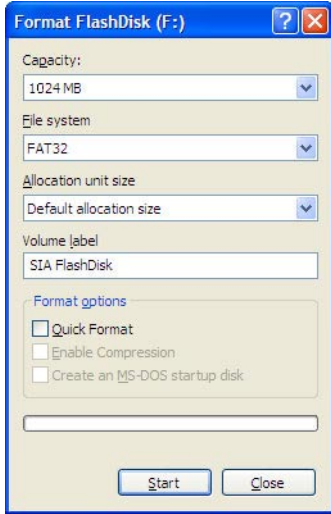 Format FlashDisk (F:)
Capacity:
1024 MB
File system
FAT32
Allocation unit size
Default allocation size
Volume label
SIA FlashDisk
Format options
Quick Format
Enable Compression
Create an MS-DOS startup disk
Start Close